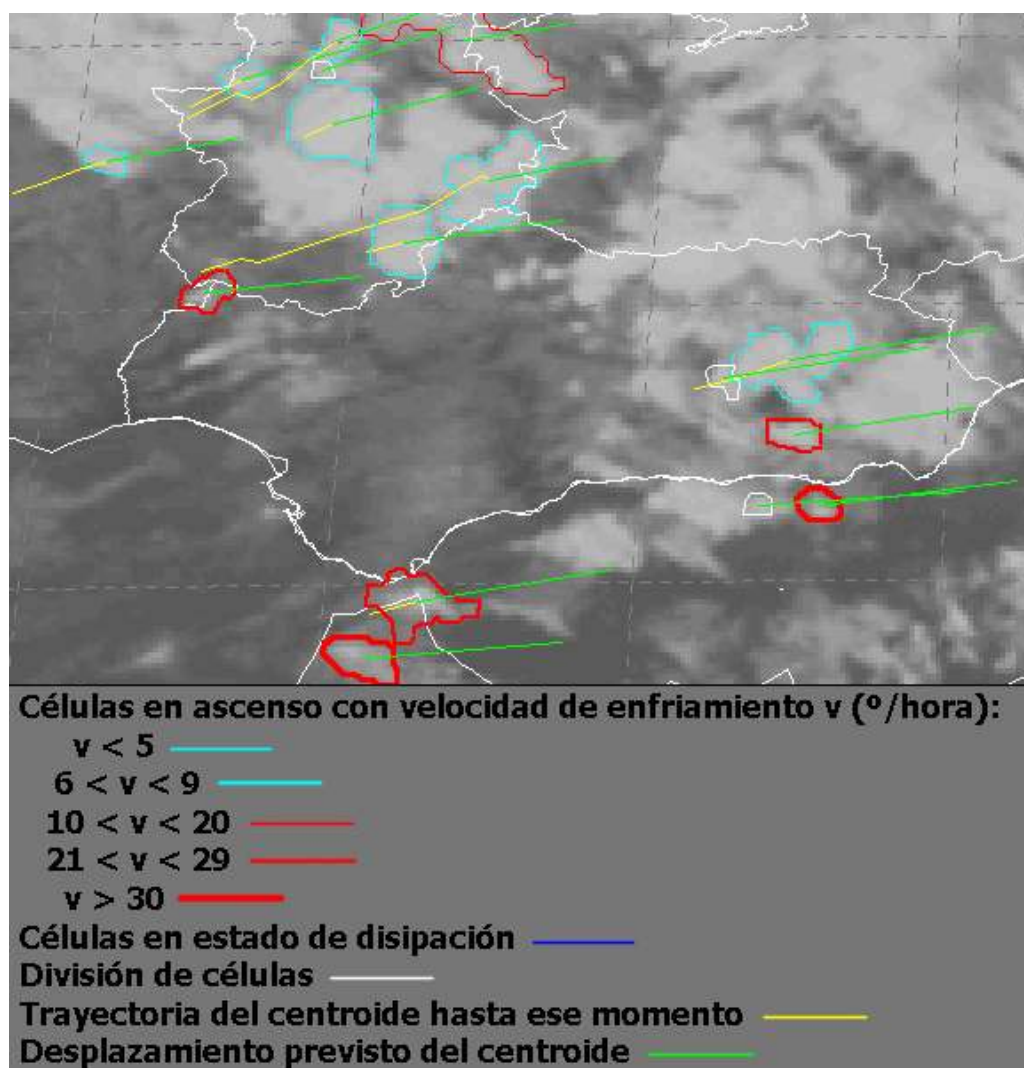 Células en ascenso con velocidad de enfriamiento v (º/hora):
v < 5
6 < v < 9
10 < v < 20
21 < v < 29
v > 30
Células en estado de disipación
División de células
Trayectoria del centroide hasta ese momento
Desplazamiento previsto del centroide